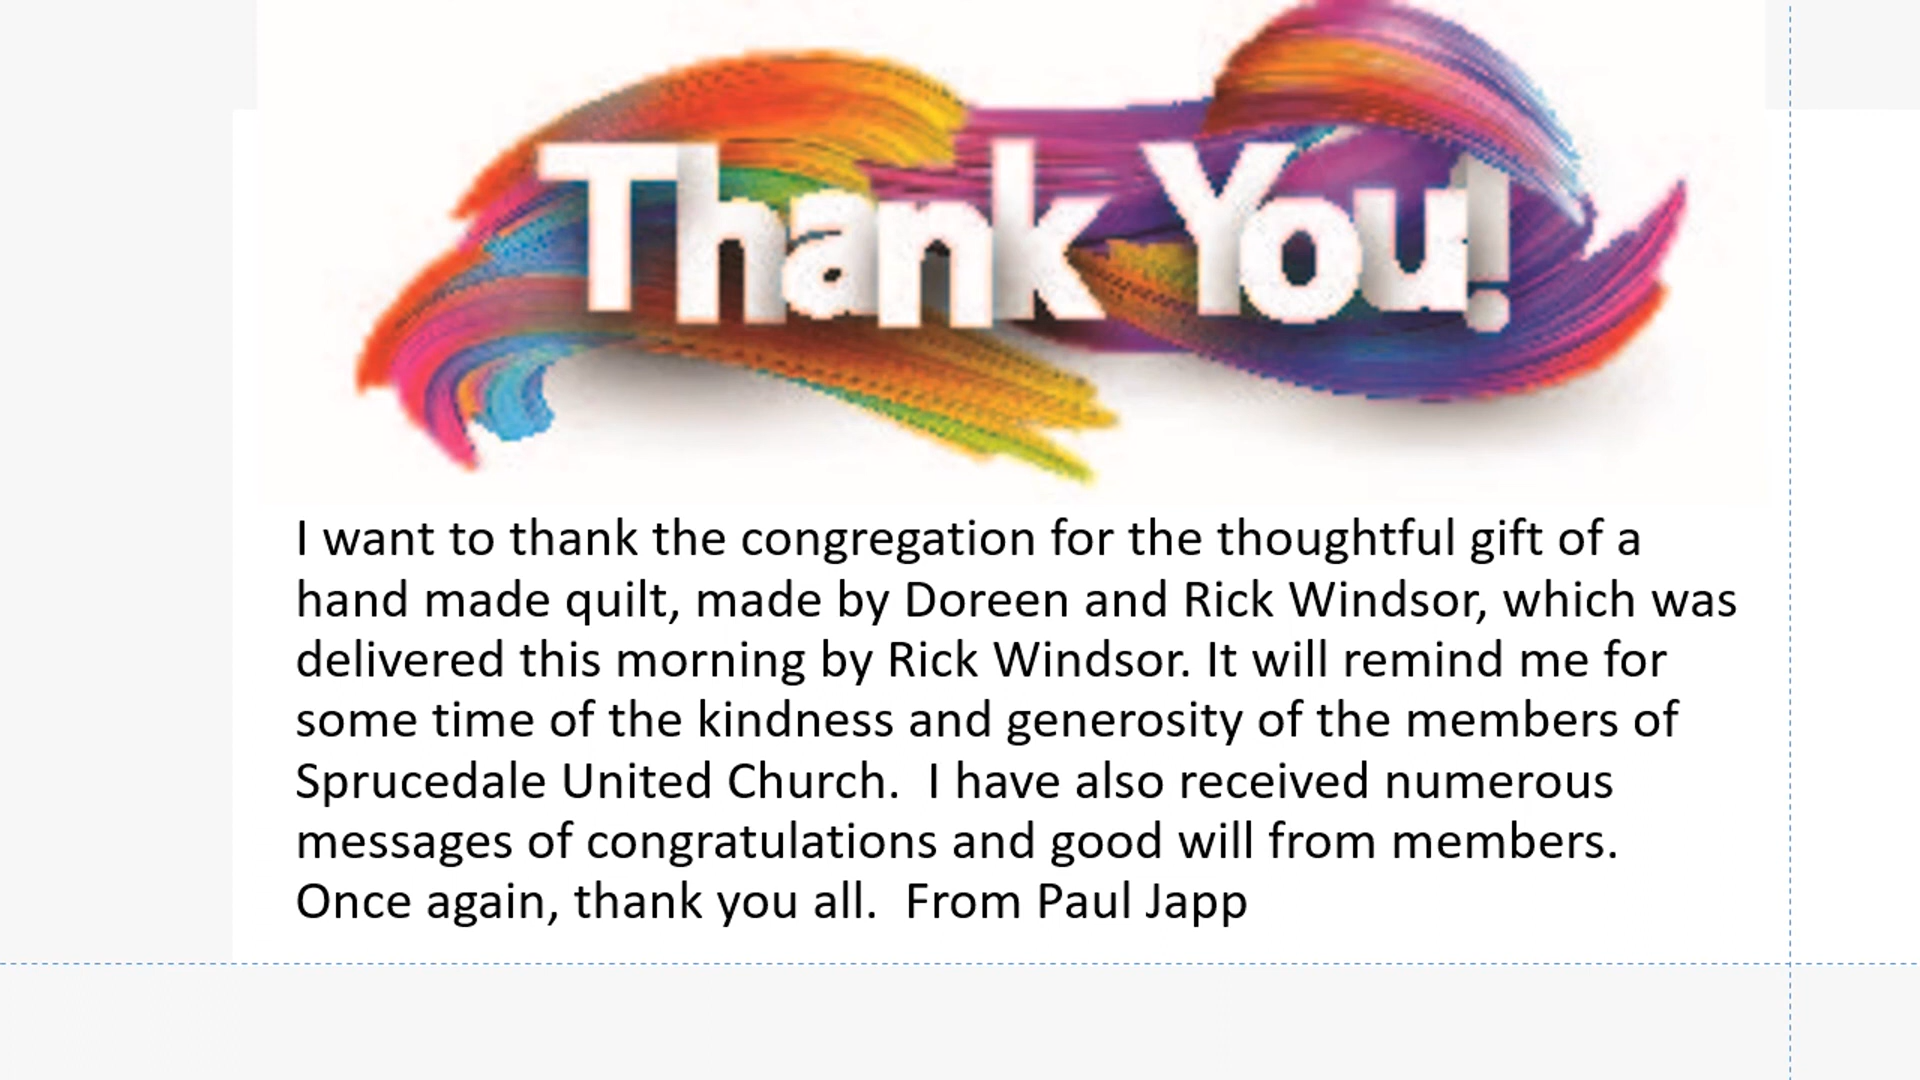 Thank You!
I want to thank the congregation for the thoughtful gift of a
hand made quilt, made by Doreen and Rick Windsor, which was
delivered this morning by Rick Windsor. It will remind me for
some time of the kindness and generosity of the members of
Sprucedale United Church.  I have also received numerous
messages of congratulations and good will from members.
Once again, thank you all.  From Paul Japp